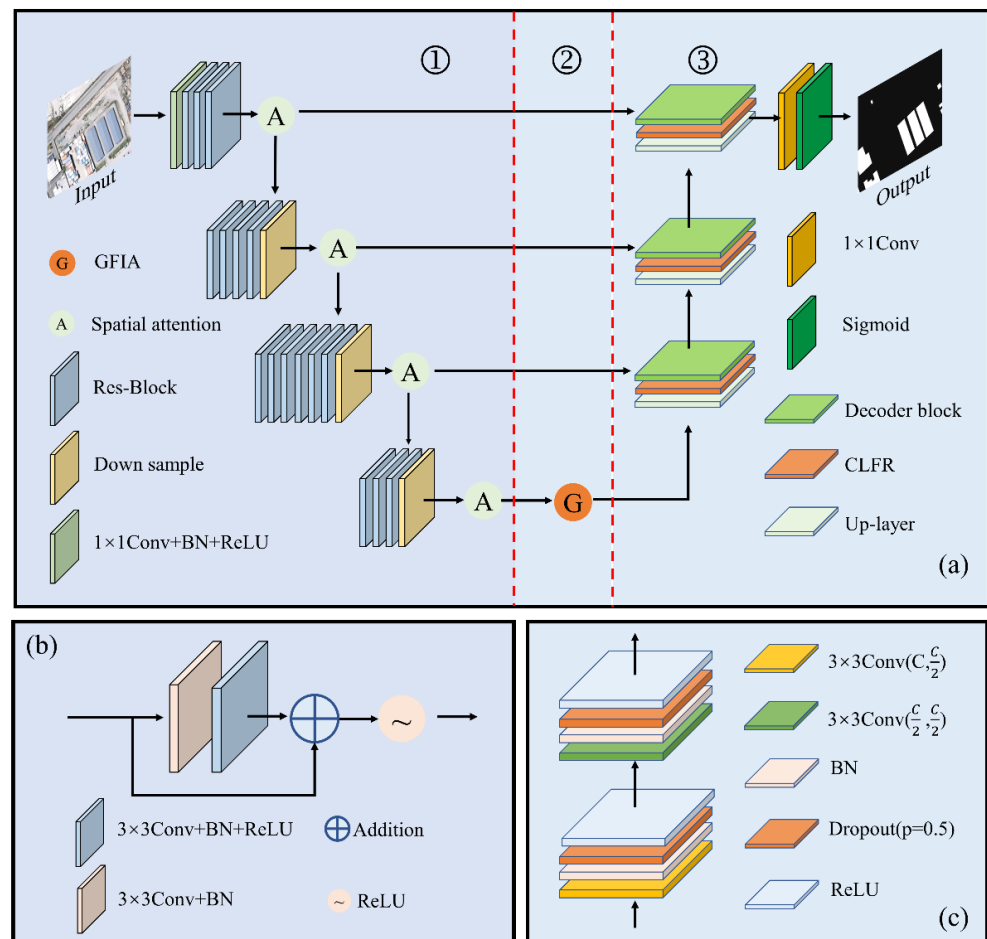 ① ② ③
A
Input
Output
A
G GFIA
1×1Conv
A Spatial attention
Sigmoid
A
Res-Block
Decoder block
Down sample
CLFR
A G
1×1Conv+BN+ReLU
Up-layer
(a)
(b)
~
3×3Conv+BN+ReLU
Addition
3×3Conv+BN
~ ReLU
3×3Conv(C,C/2)
3×3Conv(C/2,C/2)
BN
Dropout(p=0.5)
ReLU
(c)